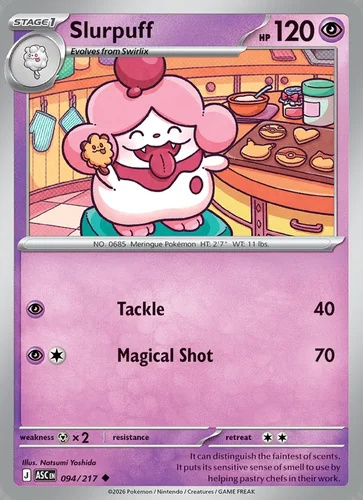 STAGE 1 Slurpuff HP 120
Evolves from Swirlix
NO. 0685 Meringue Pokémon HT: 2'7" WT: 11 lbs.
Tackle 40
Magical Shot 70
weakness ×2 resistance retreat
Illus. Natsumi Yoshida
J ASC EN 094/217
It can distinguish the faintest of scents.
It puts its sensitive sense of smell to use by
helping pastry chefs in their work.
©2026 Pokémon / Nintendo / Creatures / GAME FREAK